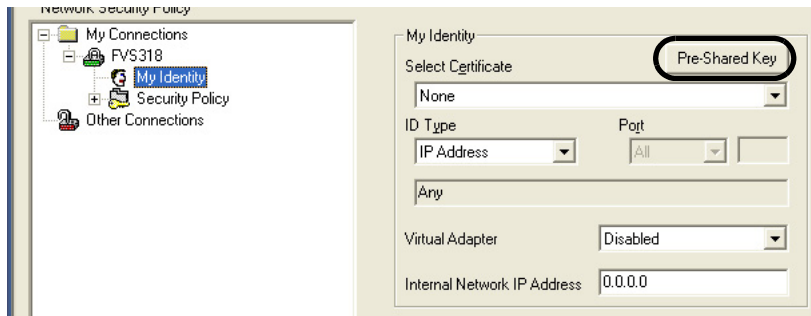 Network Security Policy
My Connections
FVS318
My Identity
Security Policy
Other Connections
My Identity
Pre-Shared Key
Select Certificate
None
ID Type
Port
IP Address
All
Any
Virtual Adapter
Disabled
Internal Network IP Address
0.0.0.0